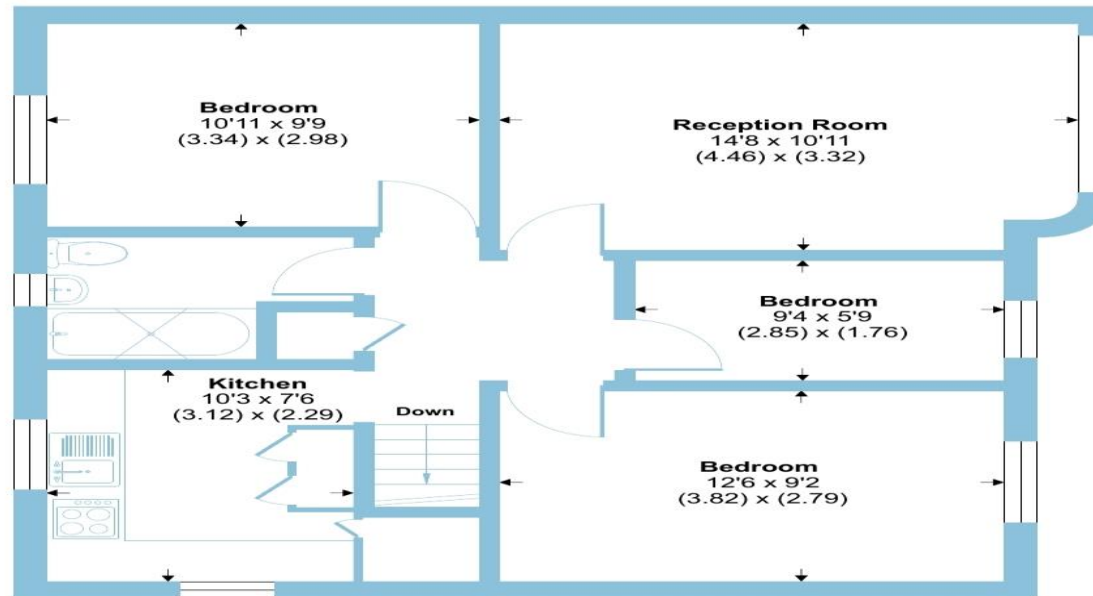 Bedroom
10'11 x 9'9
(3.34) x (2.98)
Reception Room
14'8 x 10'11
(4.46) x (3.32)
Bedroom
9'4 x 5'9
(2.85) x (1.76)
Kitchen
10'3 x 7'6
(3.12) x (2.29)
Down
Bedroom
12'6 x 9'2
(3.82) x (2.79)